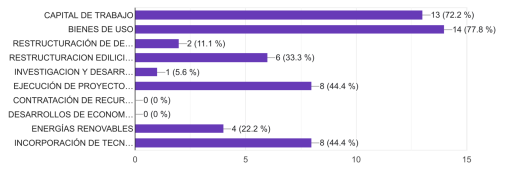 CAPITAL DE TRABAJO 13 (72.2 %)
BIENES DE USO 14 (77.8 %)
RESTRUCTURACIÓN DE DE... 2 (11.1 %)
RESTRUCTURACION EDILICI... 6 (33.3 %)
INVESTIGACION Y DESARR... 1 (5.6 %)
EJECUCIÓN DE PROYECTO... 8 (44.4 %)
CONTRATACIÓN DE RECUR... 0 (0 %)
DESARROLLOS DE ECONOM... 0 (0 %)
ENERGÍAS RENOVABLES 4 (22.2 %)
INCORPORACIÓN DE TECN... 8 (44.4 %)
0 5 10 15